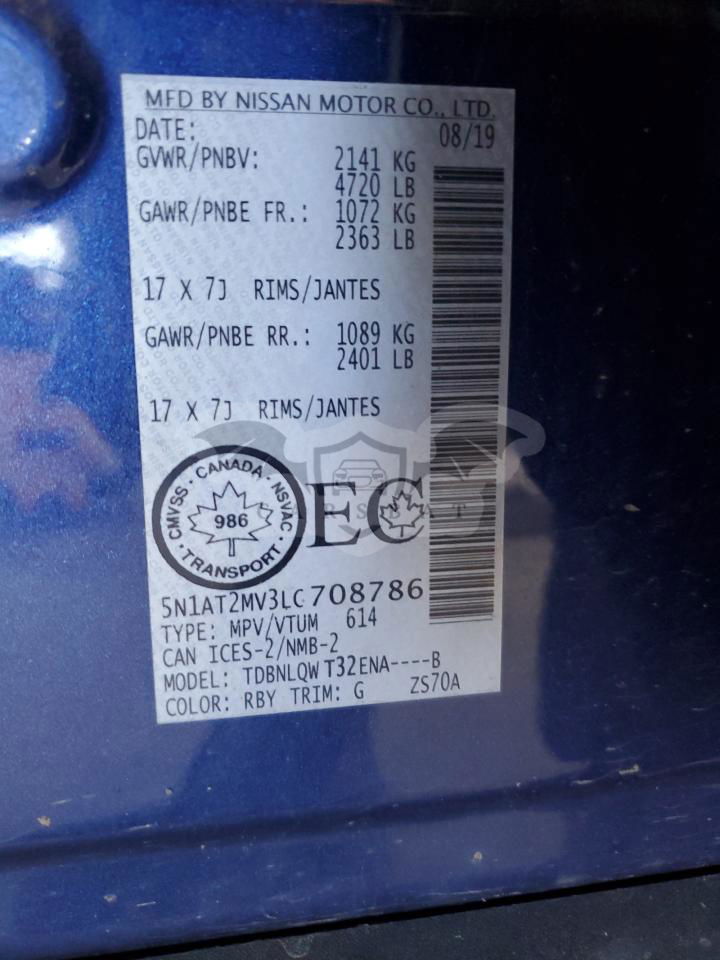 MFD BY NISSAN MOTOR CO., LTD.
DATE: 08/19
GVWR/PNBV: 2141 KG
4720 LB
GAWR/PNBE FR.: 1072 KG
2363 LB
17 X 7J RIMS/JANTES
GAWR/PNBE RR.: 1089 KG
2401 LB
17 X 7J RIMS/JANTES
CMVSS · CANADA · NSVAC · TRANSPORT ·
986
EC
5N1AT2MV3LC708786
TYPE: MPV/VTUM 614
CAN ICES-2/NMB-2
MODEL: TDBNLQW T32ENA----B
COLOR: RBY TRIM: G ZS70A